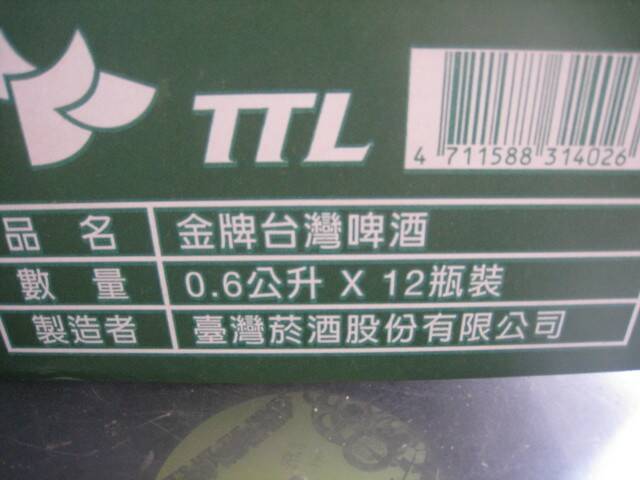 TTL
4 711588 314026
品名 金牌台灣啤酒
數量 0.6公升 X 12瓶裝
製造者 臺灣菸酒股份有限公司